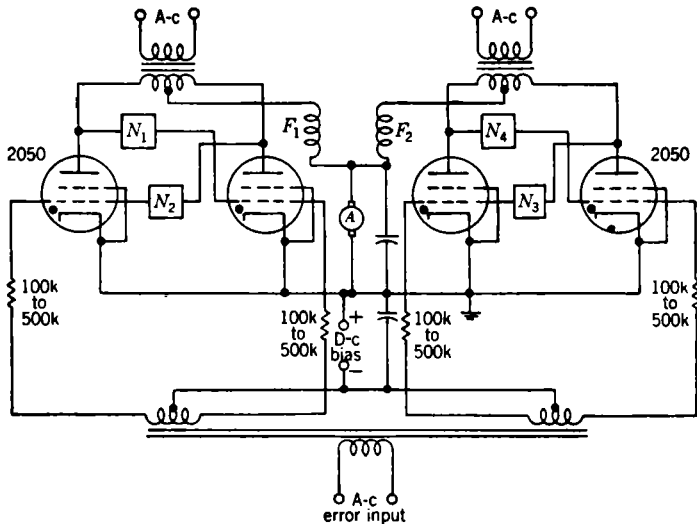 A-c
A-c
F1
F2
N1
N4
2050
2050
N2
A
N3
100k
to
500k
100k
to
500k
+
D-c
bias
−
100k
to
500k
100k
to
500k
A-c
error input